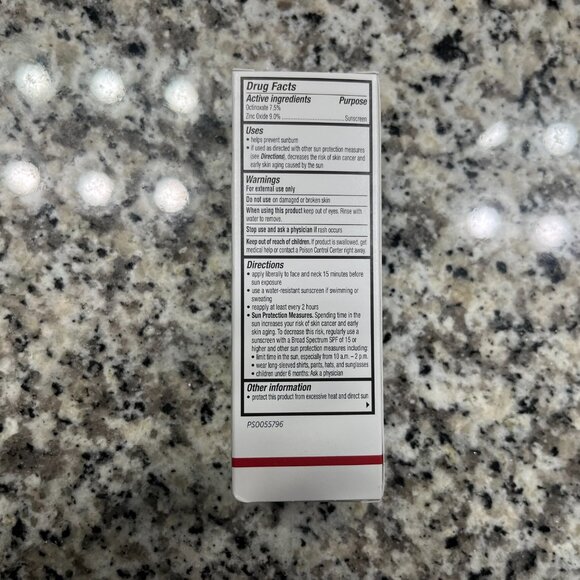 Drug Facts
Active ingredients Purpose
Octinoxate 7.5%
Zinc Oxide 9.0% Sunscreen
Uses
• helps prevent sunburn
• if used as directed with other sun protection measures
(see Directions), decreases the risk of skin cancer and
early skin aging caused by the sun
Warnings
For external use only
Do not use on damaged or broken skin
When using this product keep out of eyes. Rinse with
water to remove.
Stop use and ask a physician if rash occurs
Keep out of reach of children. If product is swallowed, get
medical help or contact a Poison Control Center right away.
Directions
• apply liberally to face and neck 15 minutes before
sun exposure
• use a water-resistant sunscreen if swimming or
sweating
• reapply at least every 2 hours
• Sun Protection Measures. Spending time in the
sun increases your risk of skin cancer and early
skin aging. To decrease this risk, regularly use a
sunscreen with a Broad Spectrum SPF of 15 or
higher and other sun protection measures including:
• limit time in the sun, especially from 10 a.m. – 2 p.m.
• wear long-sleeved shirts, pants, hats, and sunglasses
• children under 6 months: Ask a physician
Other information
• protect this product from excessive heat and direct sun
PS0055796